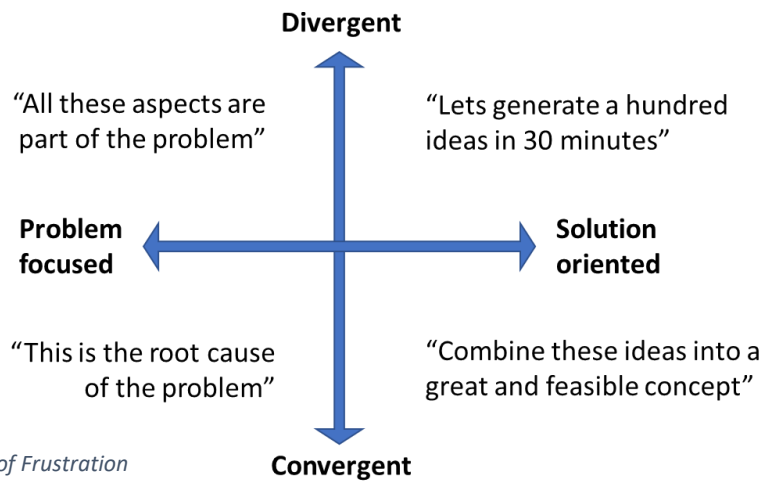 Divergent
“All these aspects are
part of the problem”
“Lets generate a hundred
ideas in 30 minutes”
Problem
focused
Solution
oriented
“This is the root cause
of the problem”
“Combine these ideas into a
great and feasible concept”
of Frustration
Convergent